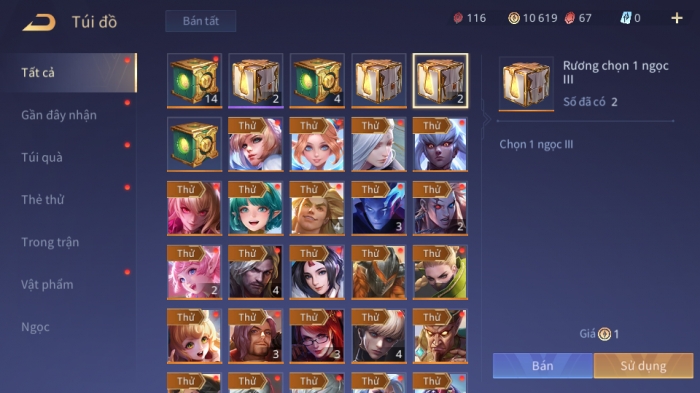 Túi đồ
Bán tất
116
10 619
67
0
+
Tất cả
Gần đây nhận
Túi quà
Thẻ thử
Trong trận
Vật phẩm
Ngọc
14
2
4
2
Thử Thử Thử Thử
Thử Thử Thử Thử Thử
3
2
Thử Thử Thử Thử Thử
2
4
Thử Thử Thử Thử Thử
3
3
4
Thử Thử Thử Thử Thử
Rương chọn 1 ngọc
III
Số đã có 2
Chọn 1 ngọc III
Giá 1
Bán
Sử dụng